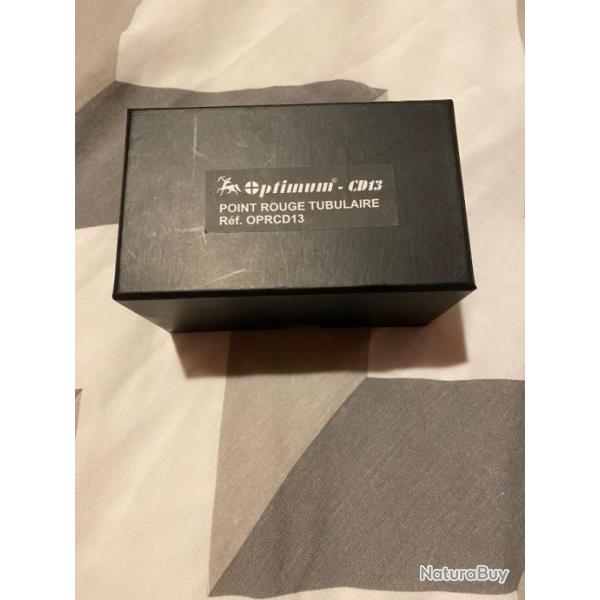 Optimum® - CD13
POINT ROUGE TUBULAIRE
Réf. OPRCD13
NaturaBuy